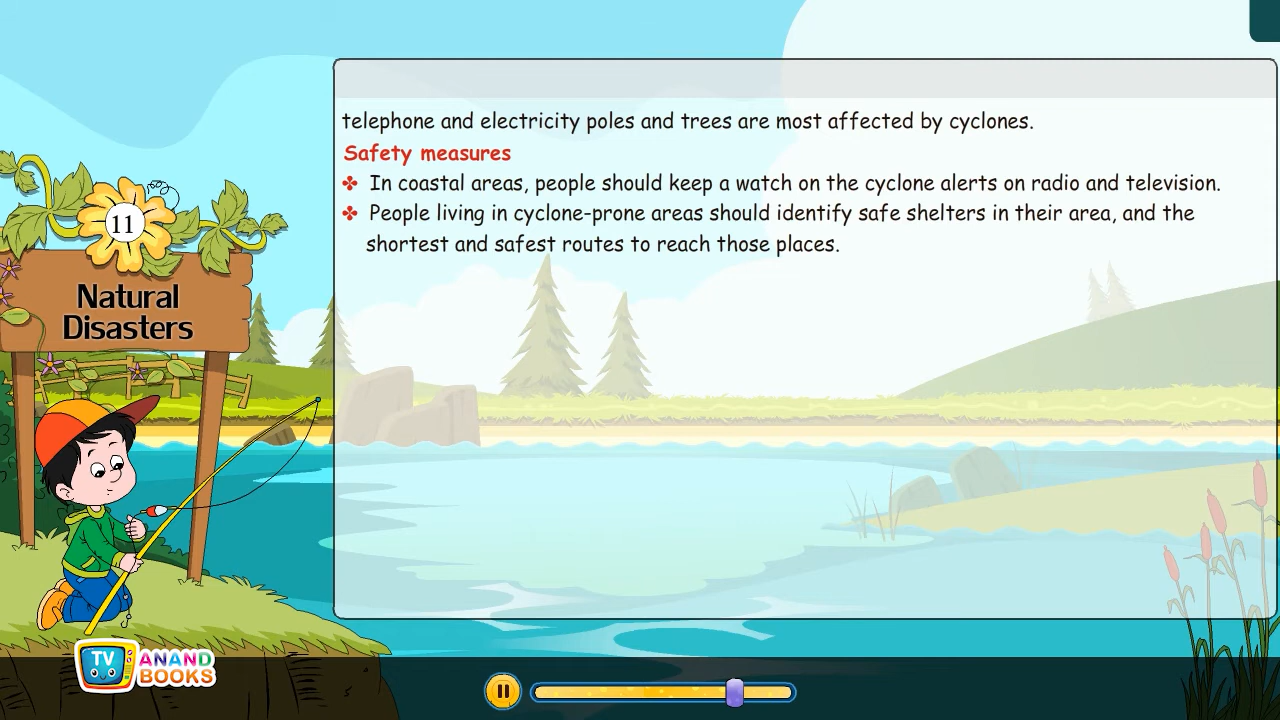 telephone and electricity poles and trees are most affected by cyclones.
Safety measures
✤ In coastal areas, people should keep a watch on the cyclone alerts on radio and television.
✤ People living in cyclone-prone areas should identify safe shelters in their area, and the
shortest and safest routes to reach those places.
11
Natural
Disasters
TV
ANAND
BOOKS